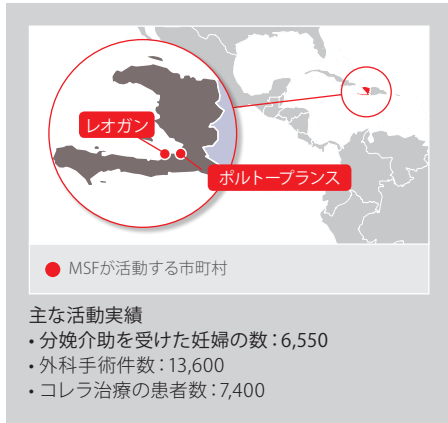 レオガン
ポルトープランス
MSFが活動する市町村
主な活動実績
• 分娩介助を受けた妊婦の数：6,550
• 外科手術件数：13,600
• コレラ治療の患者数：7,400